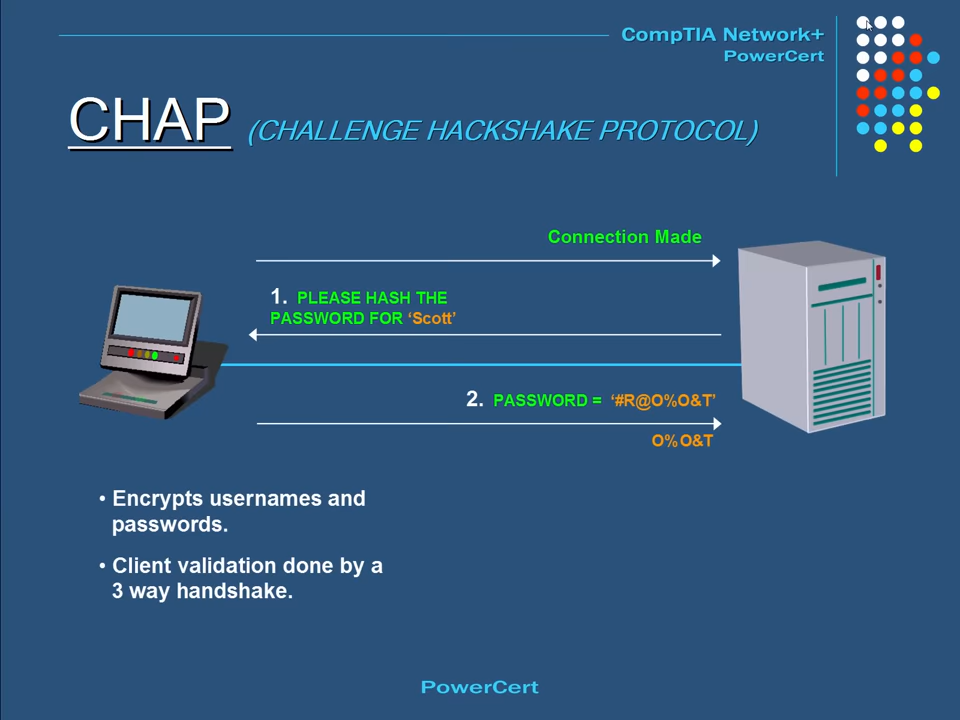 CompTIA Network+
PowerCert
CHAP (CHALLENGE HACKSHAKE PROTOCOL)
Connection Made
1. PLEASE HASH THE
PASSWORD FOR ‘Scott’
2. PASSWORD = ‘#R@O%O&T’
O%O&T
• Encrypts usernames and
passwords.
• Client validation done by a
3 way handshake.
PowerCert